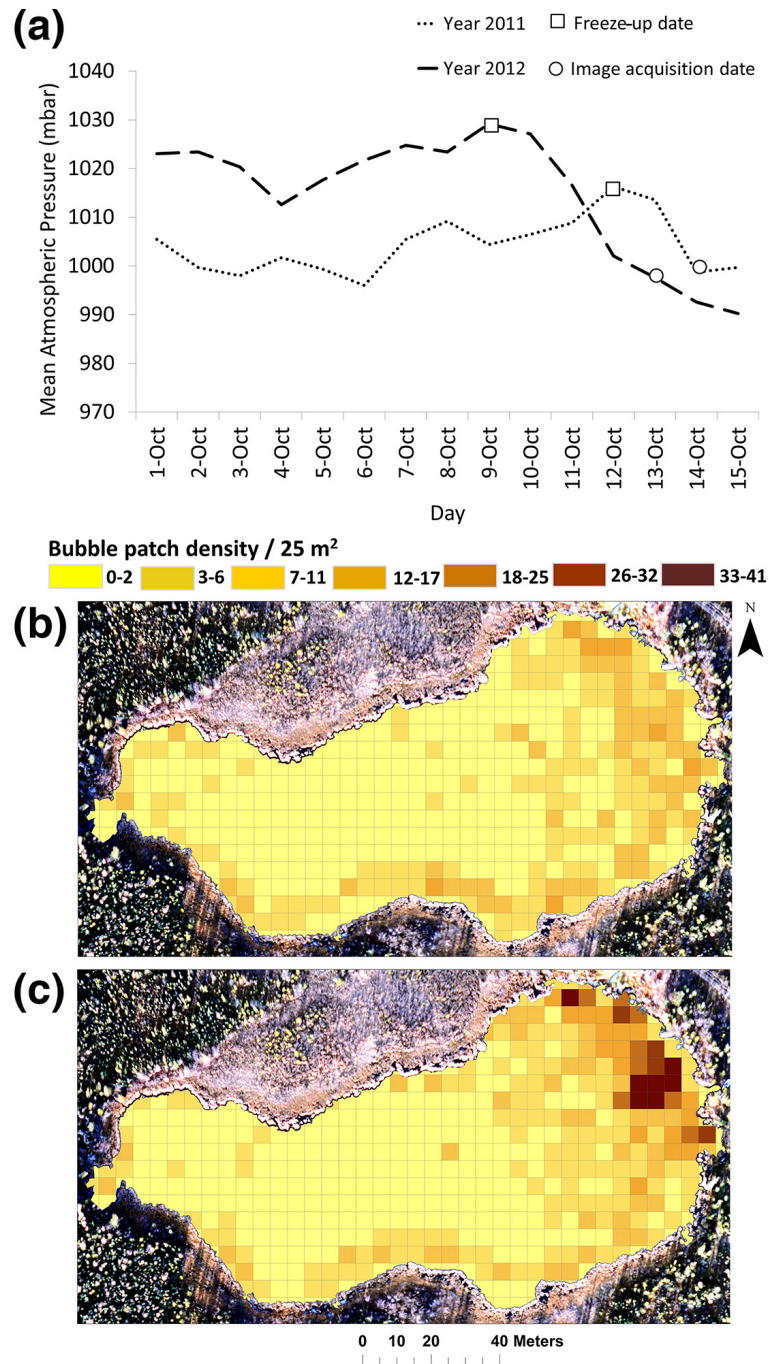 (a)
Year 2011
Freeze-up date
Year 2012
Image acquisition date
Mean Atmospheric Pressure (mbar)
1040
1030
1020
1010
1000
990
980
970
1-Oct
2-Oct
3-Oct
4-Oct
5-Oct
6-Oct
7-Oct
8-Oct
9-Oct
10-Oct
11-Oct
12-Oct
13-Oct
14-Oct
15-Oct
Day
Bubble patch density / 25 m²
0-2 3-6 7-11 12-17 18-25 26-32 33-41
(b)
N
(c)
0 10 20 40 Meters